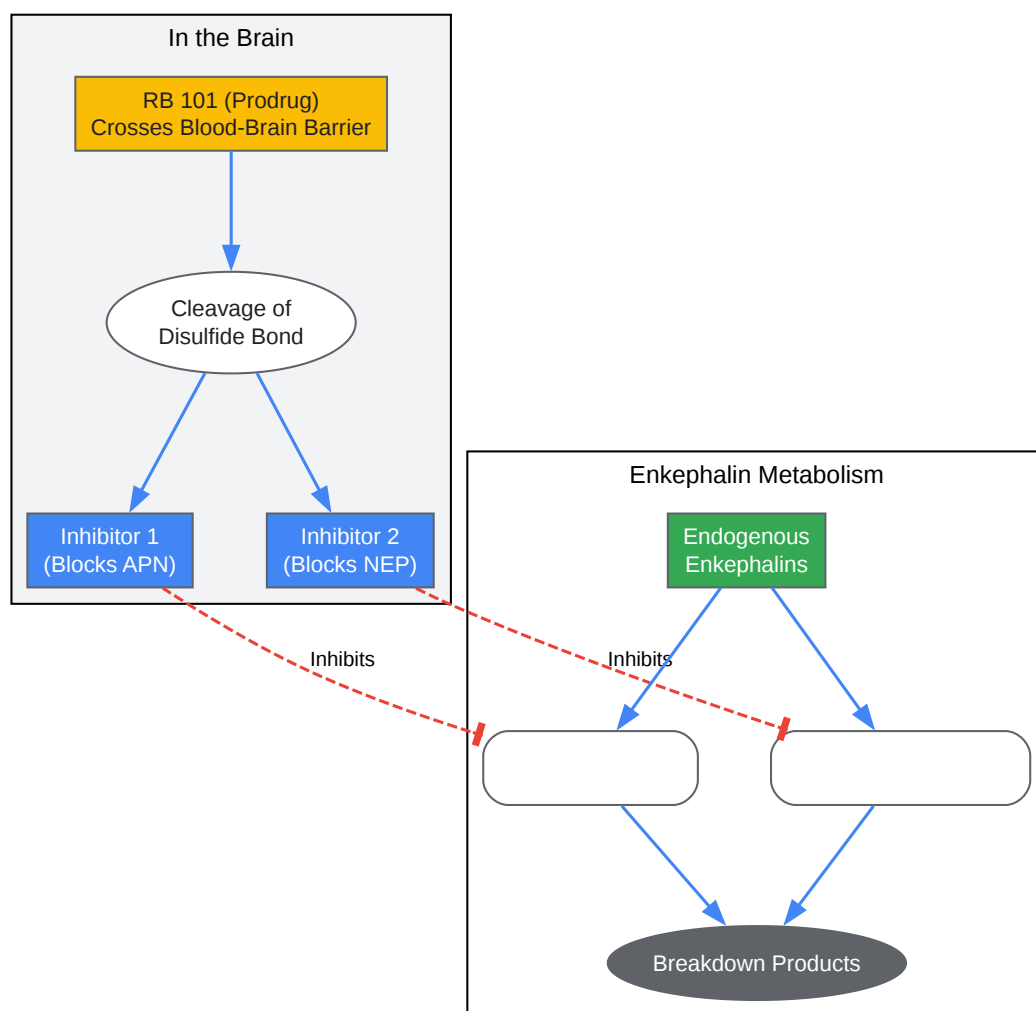 In the Brain
RB 101 (Prodrug)
Crosses Blood-Brain Barrier
Cleavage of
Disulfide Bond
Inhibitor 1
(Blocks APN)
Inhibitor 2
(Blocks NEP)
Enkephalin Metabolism
Endogenous
Enkephalins
Inhibits
Inhibits
Breakdown Products